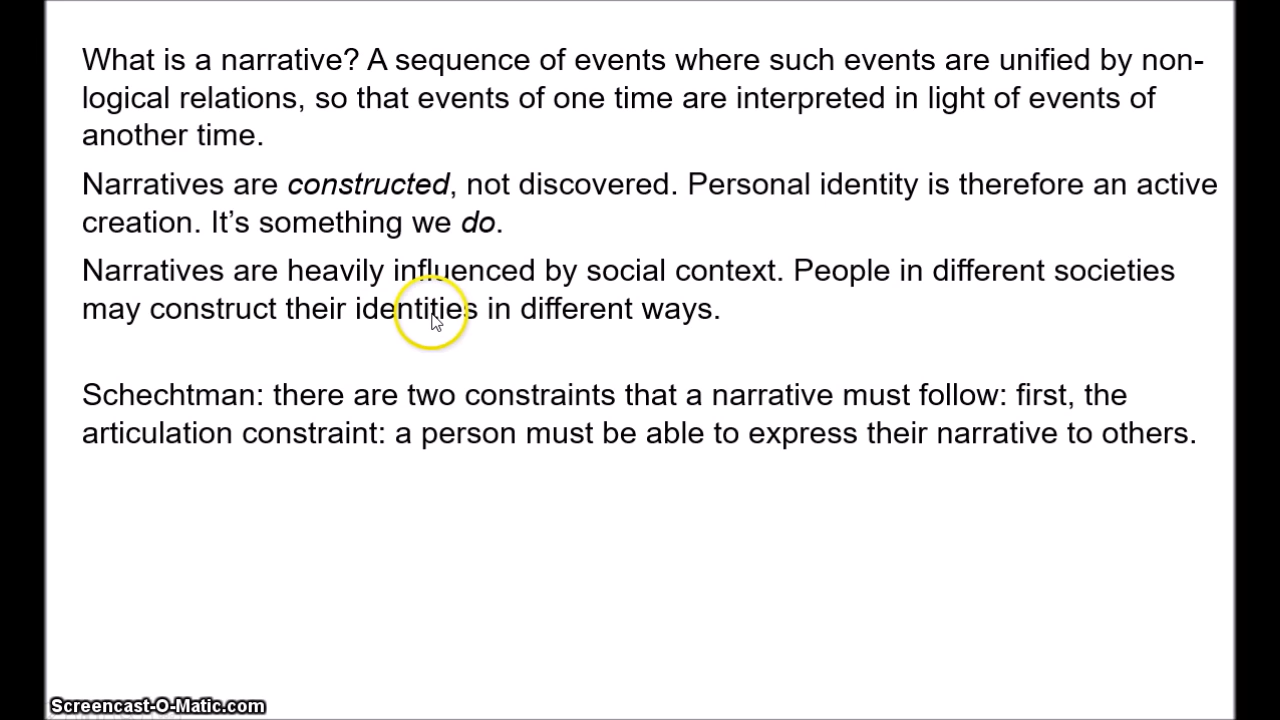 What is a narrative? A sequence of events where such events are unified by non-
logical relations, so that events of one time are interpreted in light of events of
another time.
Narratives are constructed, not discovered. Personal identity is therefore an active
creation. It’s something we do.
Narratives are heavily influenced by social context. People in different societies
may construct their identities in different ways.
Schechtman: there are two constraints that a narrative must follow: first, the
articulation constraint: a person must be able to express their narrative to others.
Screencast-O-Matic.com